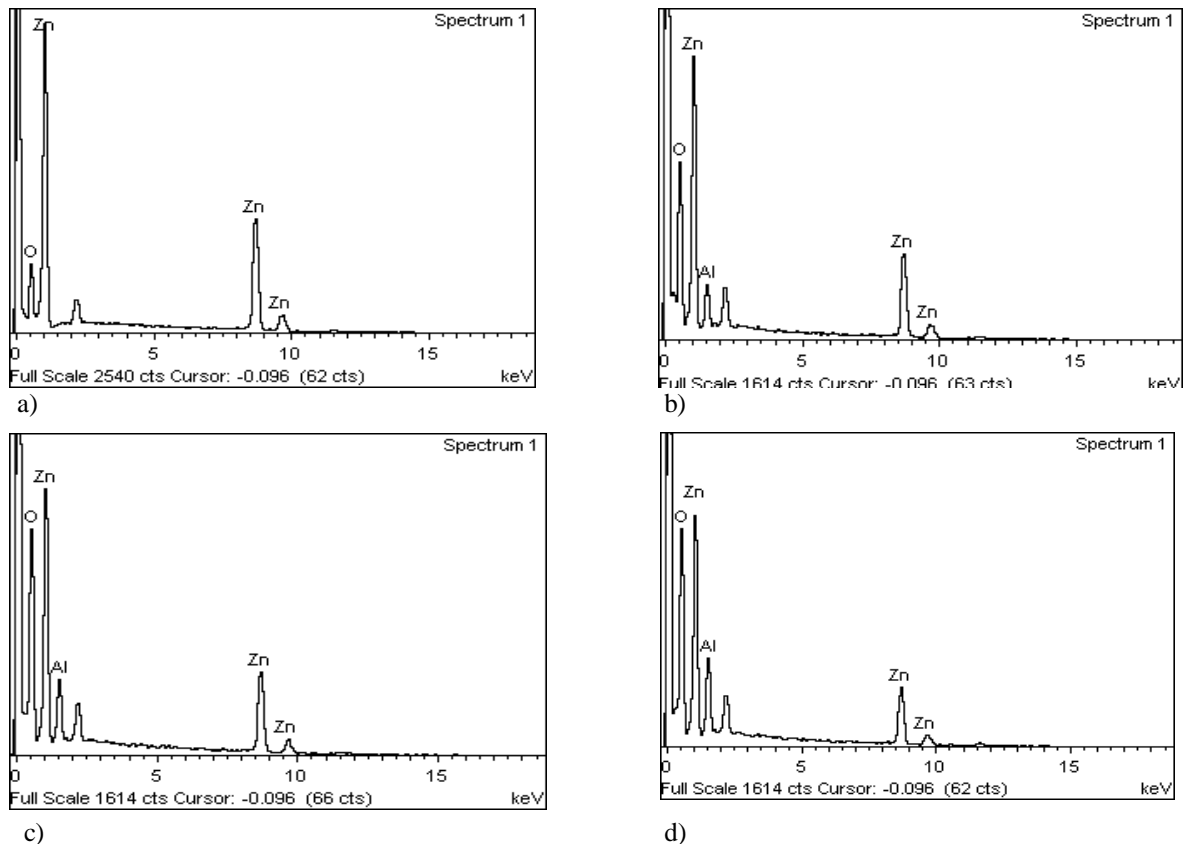 Spectrum 1
Zn
O
Zn
Zn
0 5 10 15
Full Scale 2540 cts Cursor: -0.096 (62 cts) keV
a)
Spectrum 1
Zn
O
Al
Zn
Zn
0 5 10 15
Full Scale 1614 cts Cursor: -0.096 (63 cts) keV
b)
Spectrum 1
Zn
O
Al
Zn
Zn
0 5 10 15
Full Scale 1614 cts Cursor: -0.096 (66 cts) keV
c)
Spectrum 1
Zn
O
Al
Zn
Zn
0 5 10 15
Full Scale 1614 cts Cursor: -0.096 (62 cts) keV
d)